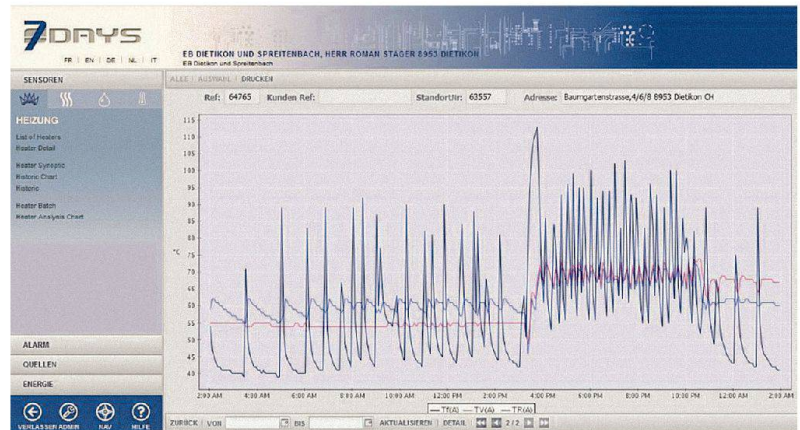 7DAYS
FR | EN | DE | NL | IT
EB DIETIKON UND SPREITENBACH, HERR ROMAN STAGER 8953 DIETIKON
EB Dietikon und Spreitenbach
SENSOREN
ALLE | AUSWAHL | DRUCKEN
Ref: 64765 Kunden Ref: StandortNr: 63557 Adresse: Baumgartenstrasse,4/6/8 8953 Dietikon CH
HEIZUNG
List of Heaters
Heater Detail
Heater Synoptic
Historic Chart
Historic
Heater Batch
Heater Analysis Chart
115
110
105
100
95
90
85
80
75
70
65
60
55
50
45
40
°C
2:00 AM 4:00 AM 6:00 AM 8:00 AM 10:00 AM 12:00 PM 2:00 PM 4:00 PM 6:00 PM 8:00 PM 10:00 PM 12:00 AM 2:00 AM
Tf(A) TV(A) TR(A)
ALARM
QUELLEN
ENERGIE
VERLASSEN ADMIN NAV HILFE
ZURÜCK | VON BIS AKTUALISIEREN | DETAIL 2/2